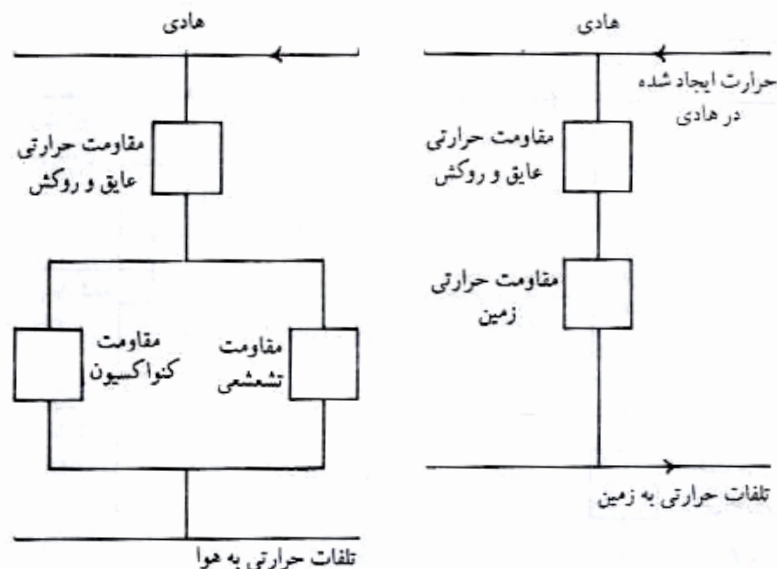 هادی
حرارت ایجاد شده
در هادی
مقاومت حرارتی
عایق و روکش
مقاومت حرارتی
زمین
تلفات حرارتی به زمین
هادی
مقاومت حرارتی
عایق و روکش
مقاومت
تشعشعی
مقاومت
کنواکسیون
تلفات حرارتی به هوا